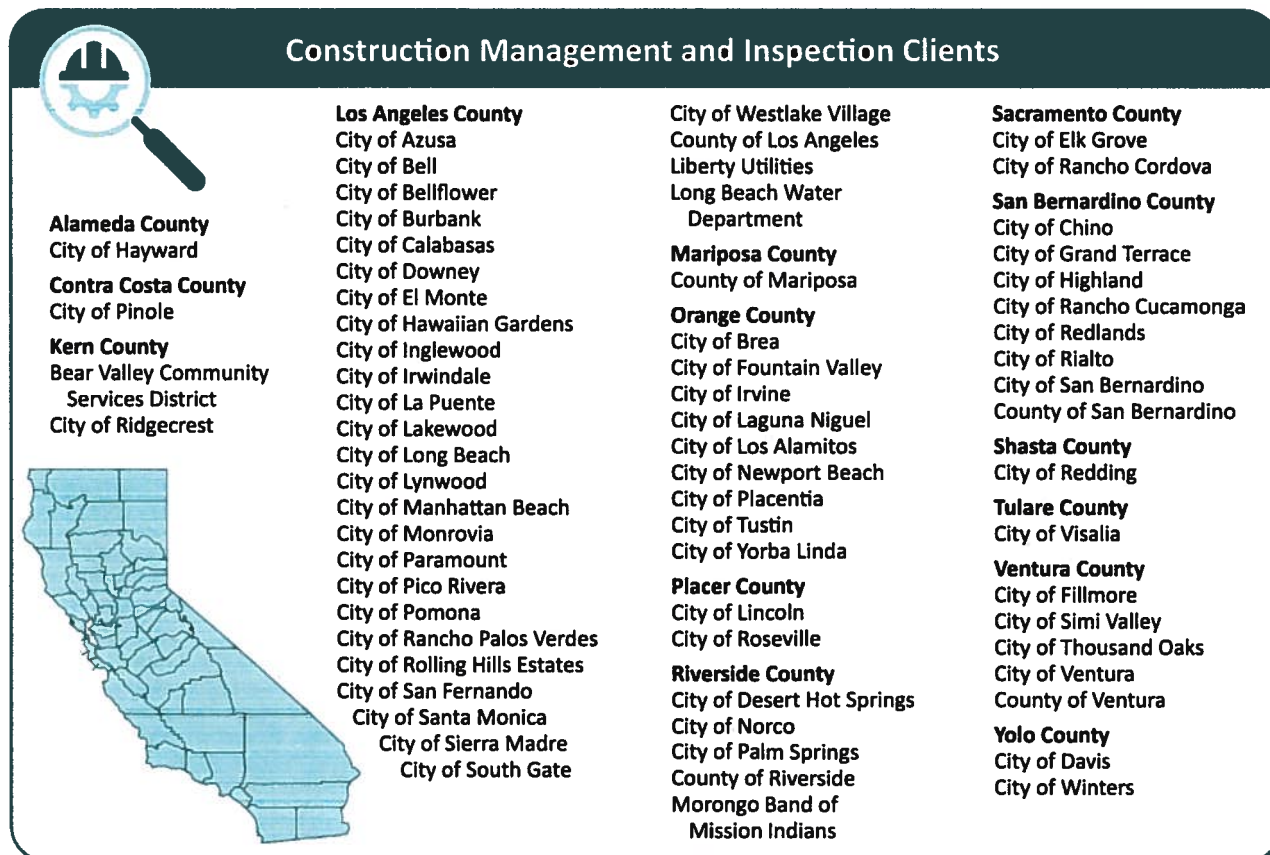 Construction Management and Inspection Clients
Alameda County
City of Hayward
Contra Costa County
City of Pinole
Kern County
Bear Valley Community
Services District
City of Ridgecrest
Los Angeles County
City of Azusa
City of Bell
City of Bellflower
City of Burbank
City of Calabasas
City of Downey
City of El Monte
City of Hawaiian Gardens
City of Inglewood
City of Irwindale
City of La Puente
City of Lakewood
City of Long Beach
City of Lynwood
City of Manhattan Beach
City of Monrovia
City of Paramount
City of Pico Rivera
City of Pomona
City of Rancho Palos Verdes
City of Rolling Hills Estates
City of San Fernando
City of Santa Monica
City of Sierra Madre
City of South Gate
City of Westlake Village
County of Los Angeles
Liberty Utilities
Long Beach Water
Department
Mariposa County
County of Mariposa
Orange County
City of Brea
City of Fountain Valley
City of Irvine
City of Laguna Niguel
City of Los Alamitos
City of Newport Beach
City of Placentia
City of Tustin
City of Yorba Linda
Placer County
City of Lincoln
City of Roseville
Riverside County
City of Desert Hot Springs
City of Norco
City of Palm Springs
County of Riverside
Morongo Band of
Mission Indians
Sacramento County
City of Elk Grove
City of Rancho Cordova
San Bernardino County
City of Chino
City of Grand Terrace
City of Highland
City of Rancho Cucamonga
City of Redlands
City of Rialto
City of San Bernardino
County of San Bernardino
Shasta County
City of Redding
Tulare County
City of Visalia
Ventura County
City of Fillmore
City of Simi Valley
City of Thousand Oaks
City of Ventura
County of Ventura
Yolo County
City of Davis
City of Winters